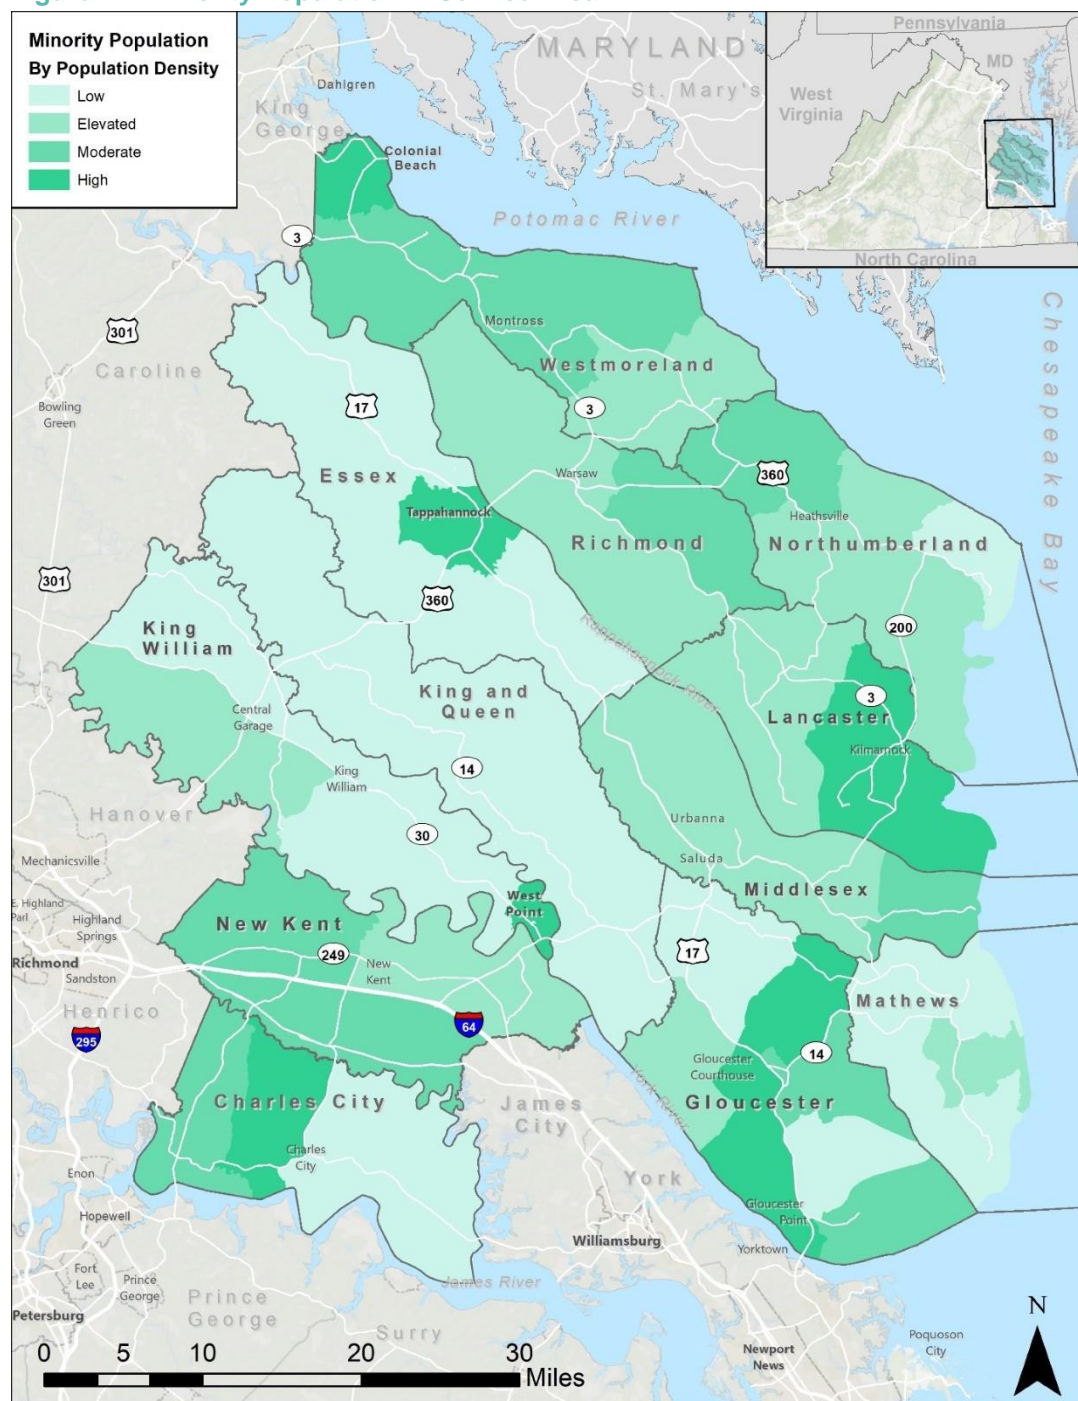 Minority Population
By Population Density
Low
Elevated
Moderate
High
Pennsylvania
MD
West
Virginia
North Carolina
MARYLAND
St. Mary's
Dahlgren
King
George
Colonial
Beach
Potomac River
3
301
Caroline
Bowling
Green
Montross
Westmoreland
17
3
Chesapeake Bay
Essex
Warsaw
360
Tappahannock
Heathsville
Richmond
Northumberland
301
360
200
King
William
Rappahannock River
King and
Queen
3
Lancaster
Central
Garage
Kilmarnock
14
King
William
Hanover
30
Urbanna
Saluda
Mechanicsville
Middlesex
E. Highland
Park
Highland
Springs
West
Point
New Kent
249
New
Kent
17
Richmond
Sandston
Mathews
Henrico
64
295
14
Gloucester
Courthouse
York River
Gloucester
Charles City
James
City
Charles
City
Enon
York
Hopewell
Gloucester
Point
Williamsburg
Yorktown
Fort
Lee
Prince
George
James River
Petersburg
Prince
George
Surry
N
Poquoson
City
Newport
News
0 5 10 20 30
Miles